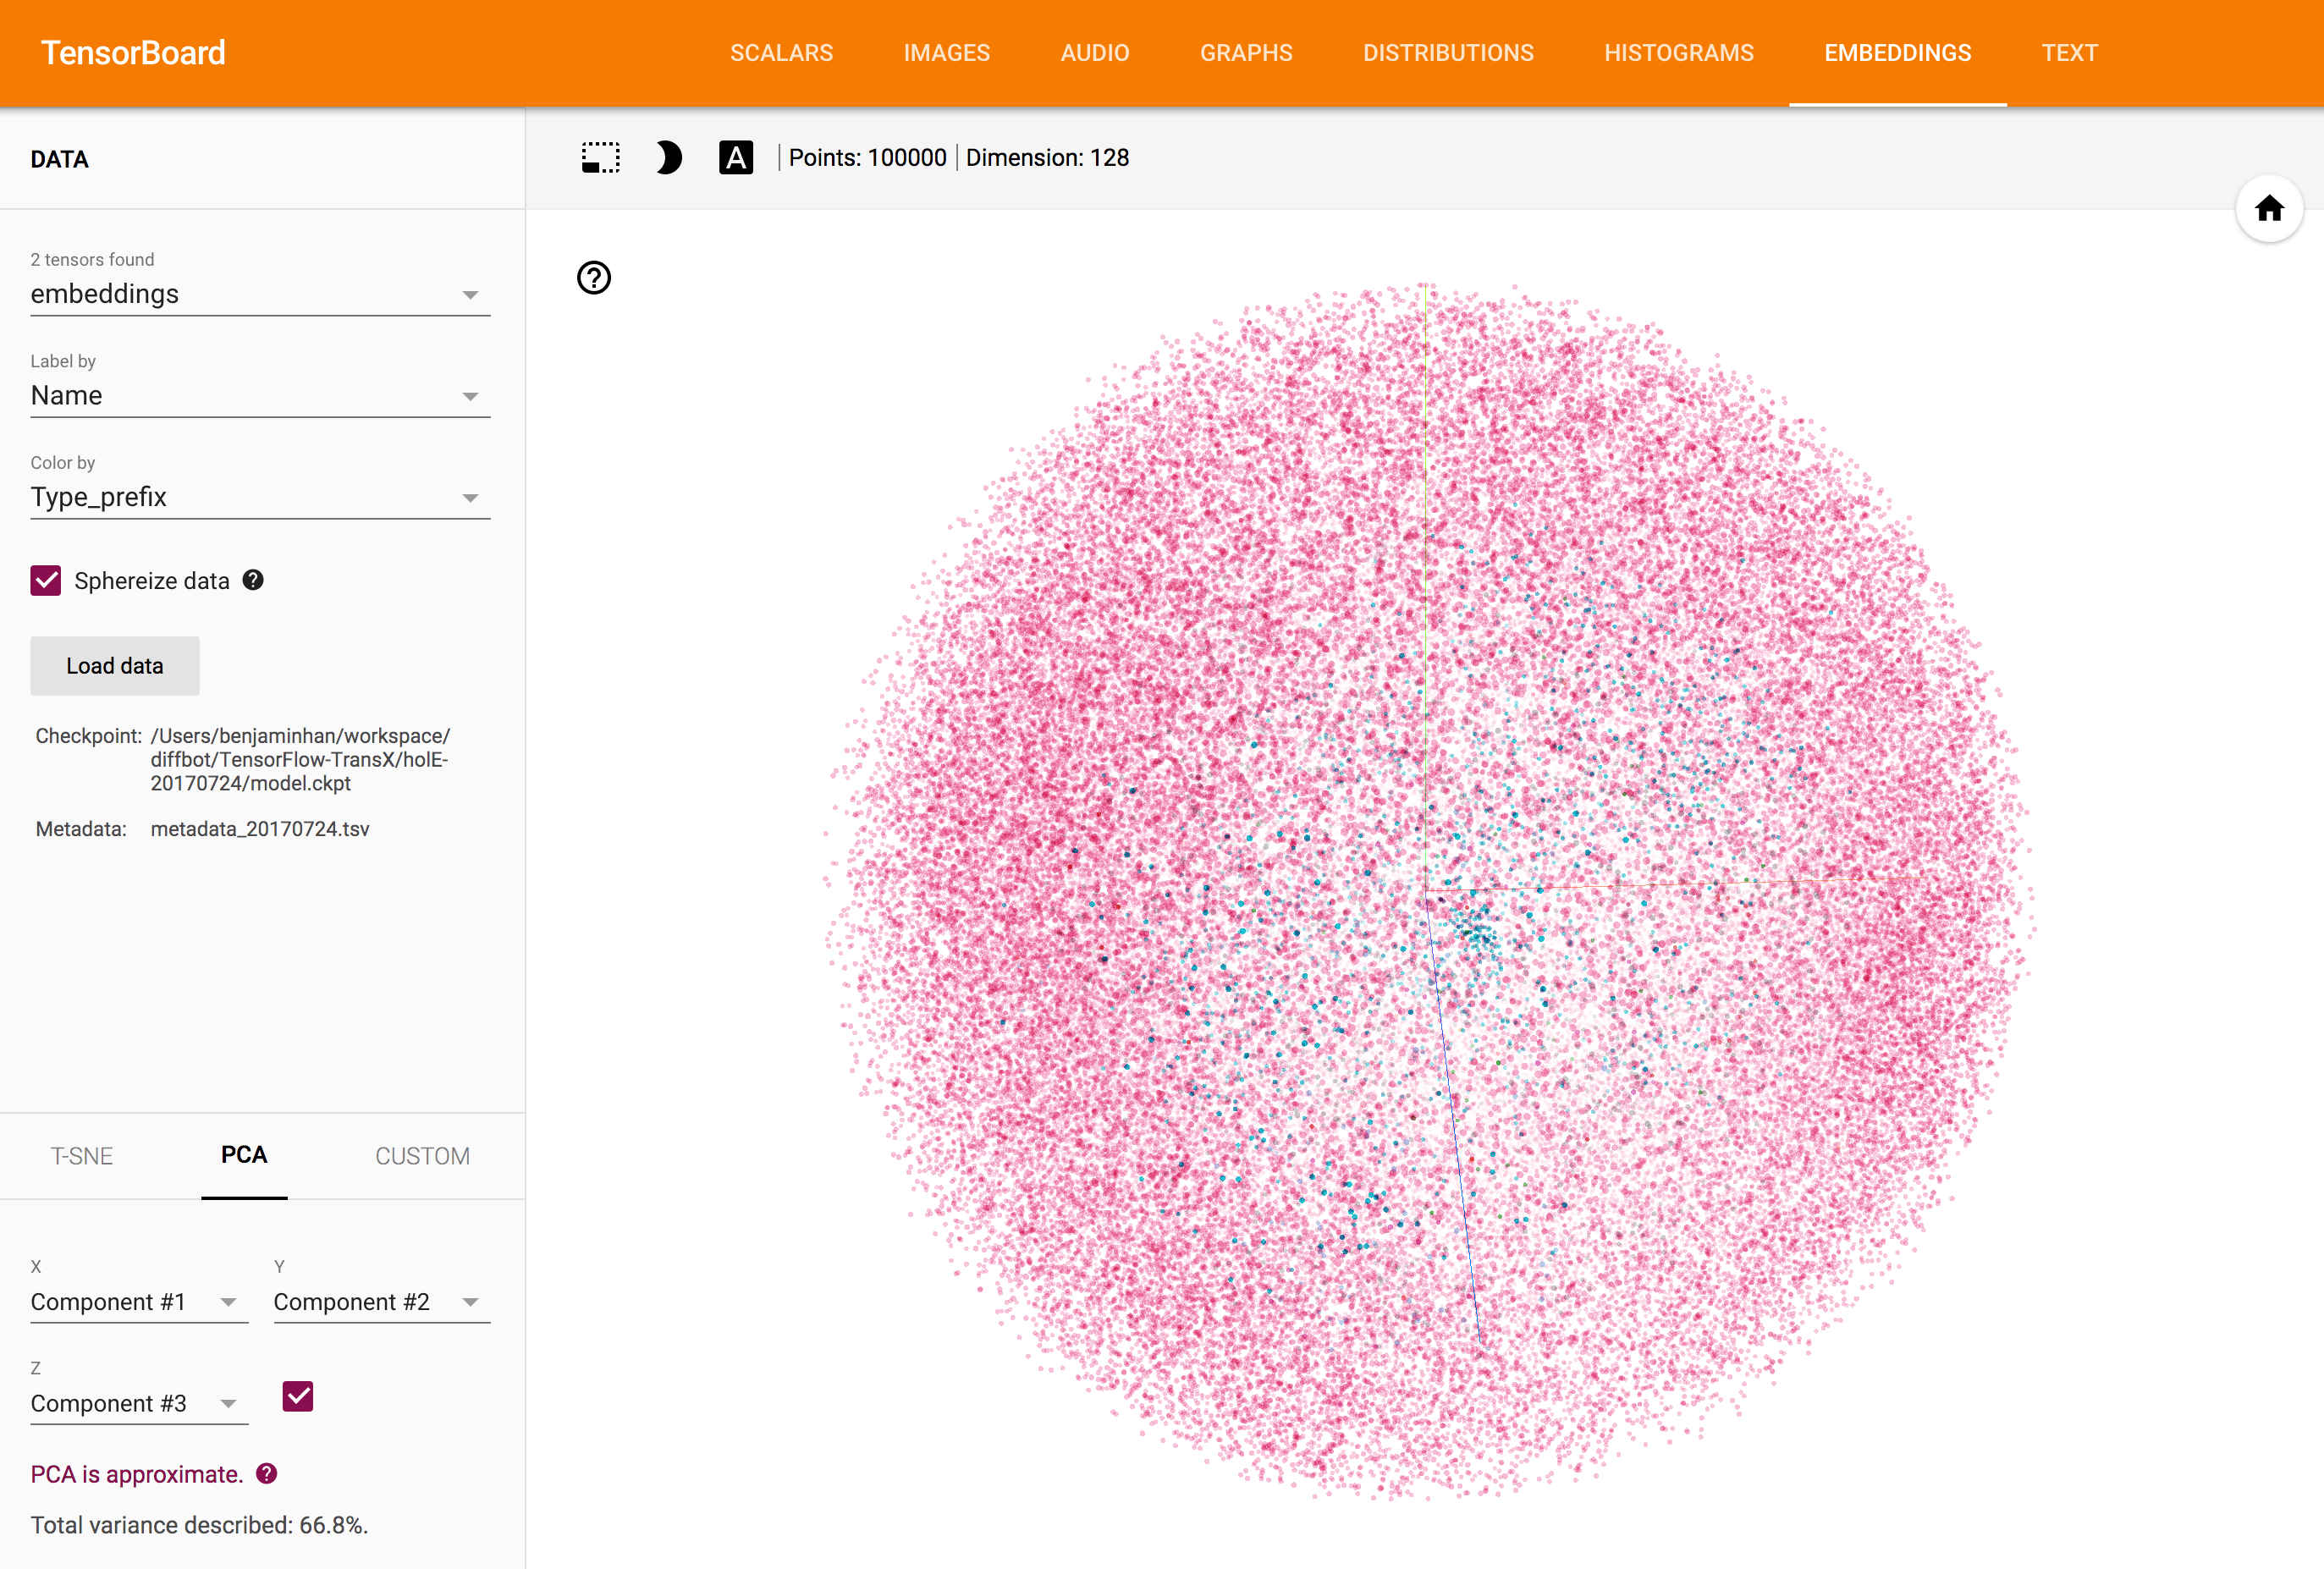 TensorBoard
SCALARS IMAGES AUDIO GRAPHS DISTRIBUTIONS HISTOGRAMS EMBEDDINGS TEXT
DATA
A | Points: 100000 | Dimension: 128
2 tensors found
embeddings
Label by
Name
Color by
Type_prefix
Sphereize data ?
Load data
Checkpoint: /Users/benjaminhan/workspace/
diffbot/TensorFlow-TransX/holE-
20170724/model.ckpt
Metadata: metadata_20170724.tsv
?
T-SNE PCA CUSTOM
X Y
Component #1 Component #2
Z
Component #3
PCA is approximate. ?
Total variance described: 66.8%.